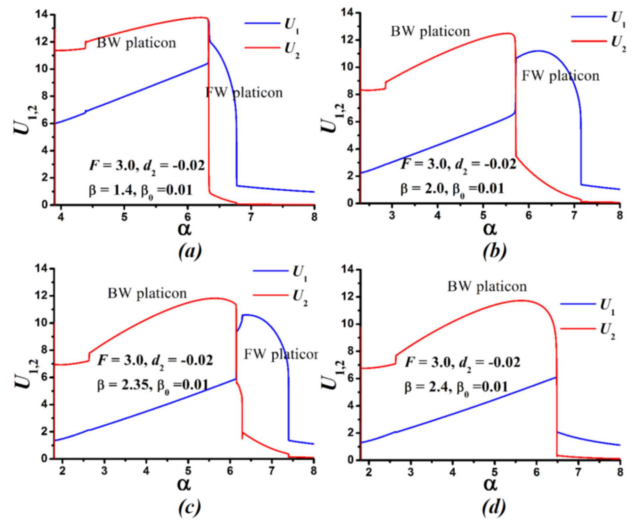 14
12
10
8
6
4
2
0
U₁,₂
BW platicon
FW platicon
U₁
U₂
F = 3.0, d₂ = -0.02
β = 1.4, β₀ =0.01
4 5 6 7 8
α
(a)
14
12
10
8
6
4
2
0
U₁,₂
BW platicon
FW platicon
U₁
U₂
F = 3.0, d₂ = -0.02
β = 2.0, β₀ =0.01
3 4 5 6 7 8
α
(b)
14
12
10
8
6
4
2
0
U₁,₂
BW platicon
U₁
U₂
FW platicon
F = 3.0, d₂ = -0.02
β = 2.35, β₀ =0.01
2 3 4 5 6 7 8
α
(c)
14
12
10
8
6
4
2
0
U₁,₂
BW platicon
U₁
U₂
F = 3.0, d₂ = -0.02
β = 2.4, β₀ =0.01
2 3 4 5 6 7 8
α
(d)